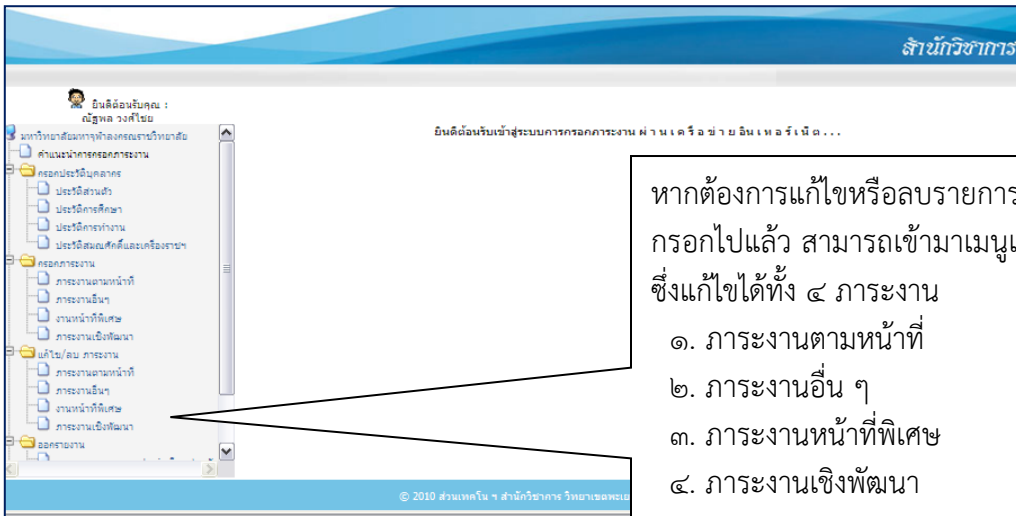 สำนักวิชาการ
ยินดีต้อนรับคุณ :
ณัฐพล วงศ์ไชย
มหาวิทยาลัยมหาจุฬาลงกรณราชวิทยาลัย
คำแนะนำการกรอกภาระงาน
กรอกประวัติบุคลากร
ประวัติส่วนตัว
ประวัติการศึกษา
ประวัติการทำงาน
ประวัติสมณศักดิ์และเครื่องราชฯ
กรอกภาระงาน
ภาระงานตามหน้าที่
ภาระงานอื่นๆ
งานหน้าที่พิเศษ
ภาระงานเชิงพัฒนา
แก้ไข/ลบ ภาระงาน
ภาระงานตามหน้าที่
ภาระงานอื่นๆ
งานหน้าที่พิเศษ
ภาระงานเชิงพัฒนา
ออกรายงาน
ยินดีต้อนรับเข้าสู่ระบบการกรอกภาระงาน ผ่ า น เ ค รื อ ข่ า ย อิ น เ ท อ ร์ เ น็ ต . . .
หากต้องการแก้ไขหรือลบรายการ
กรอกไปแล้ว สามารถเข้ามาเมนู
ซึ่งแก้ไขได้ทั้ง ๔ ภาระงาน
๑. ภาระงานตามหน้าที่
๒. ภาระงานอื่น ๆ
๓. ภาระงานหน้าที่พิเศษ
๔. ภาระงานเชิงพัฒนา
© 2010 ส่วนเทคโน ฯ สำนักวิชาการ วิทยาเขตพะเย